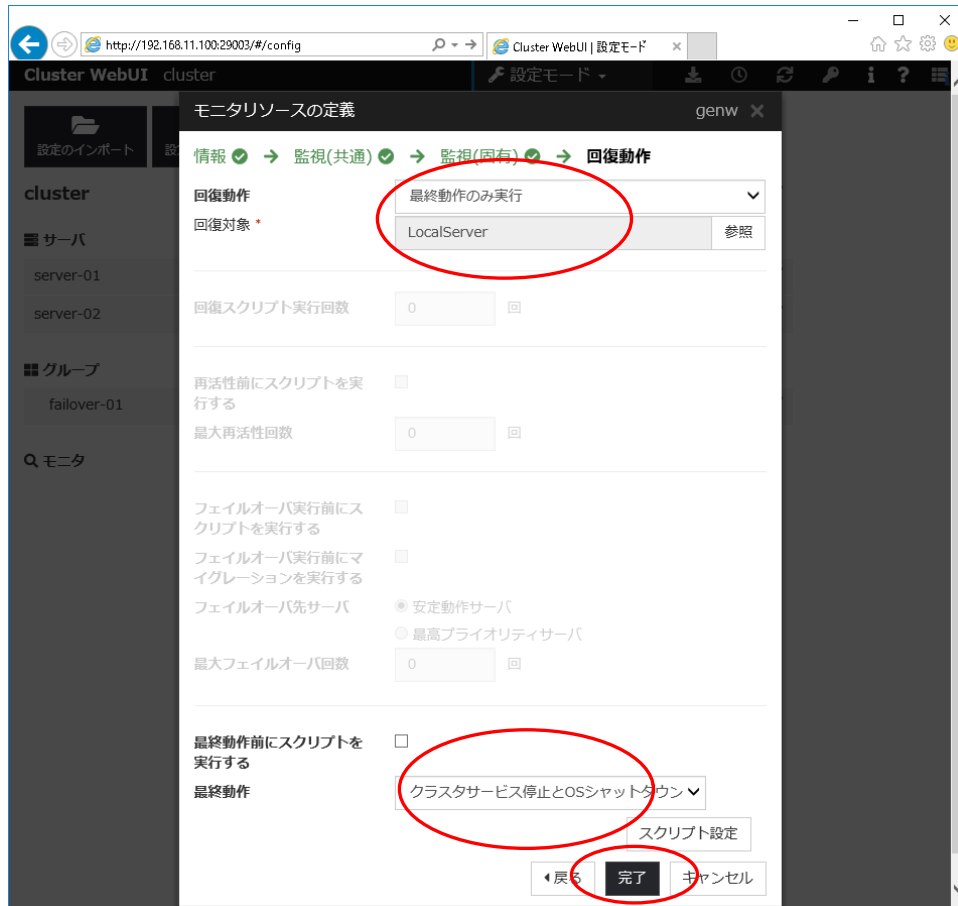 http://192.168.11.100:29003/#/config
Cluster WebUI | 設定モード
Cluster WebUI cluster
設定モード
設定のインポート
設
モニタリソースの定義
genw
情報 → 監視(共通) → 監視(固有) → 回復動作
cluster
回復動作
最終動作のみ実行
回復対象 *
LocalServer
参照
サーバ
server-01
server-02
回復スクリプト実行回数
0
回
グループ
failover-01
再活性前にスクリプトを実
行する
最大再活性回数
0
回
モニタ
フェイルオーバ実行前にス
クリプトを実行する
フェイルオーバ実行前にマ
イグレーションを実行する
フェイルオーバ先サーバ
安定動作サーバ
最高プライオリティサーバ
最大フェイルオーバ回数
0
回
最終動作前にスクリプトを
実行する
最終動作
クラスタサービス停止とOSシャットダウン
スクリプト設定
戻る
完了
キャンセル